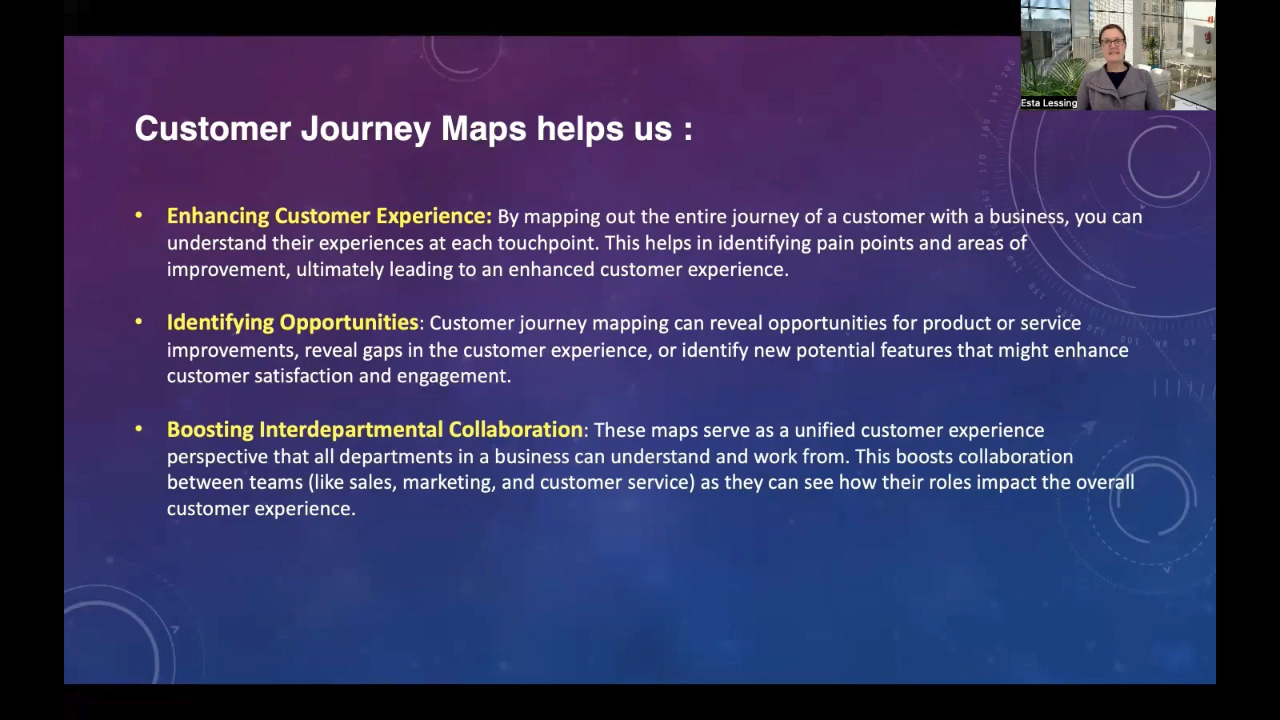 Esta Lessing
Customer Journey Maps helps us :
• Enhancing Customer Experience: By mapping out the entire journey of a customer with a business, you can
understand their experiences at each touchpoint. This helps in identifying pain points and areas of
improvement, ultimately leading to an enhanced customer experience.
• Identifying Opportunities: Customer journey mapping can reveal opportunities for product or service
improvements, reveal gaps in the customer experience, or identify new potential features that might enhance
customer satisfaction and engagement.
• Boosting Interdepartmental Collaboration: These maps serve as a unified customer experience
perspective that all departments in a business can understand and work from. This boosts collaboration
between teams (like sales, marketing, and customer service) as they can see how their roles impact the overall
customer experience.